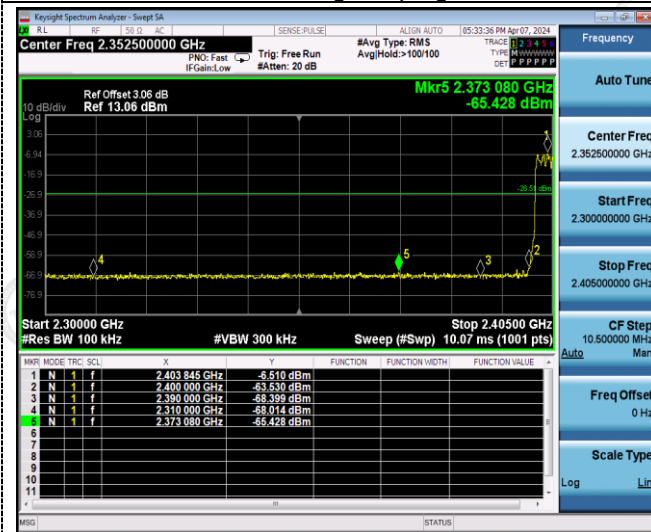 Keysight Spectrum Analyzer - Swept SA
RL RF 50 Ω AC SENSE:PULSE ALIGN AUTO 05:33:36 PM Apr 07, 2024
Center Freq 2.352500000 GHz
PNO: Fast
IFGain:Low
Trig: Free Run
#Atten: 20 dB
#Avg Type: RMS
Avg|Hold:>100/100
TRACE 1 2 3 4 5 6
TYPE M WWWWW
DET P P P P P P
Ref Offset 3.06 dB
Ref 13.06 dBm
Mkr5 2.373 080 GHz
-65.428 dBm
10 dB/div
Log
3.06
-6.94
-16.9
-26.9
-36.9
-46.9
-56.9
-66.9
-76.9
-26.51 dBm
1
2
3
4
5
Start 2.30000 GHz Stop 2.40500 GHz
#Res BW 100 kHz #VBW 300 kHz Sweep (#Swp) 10.07 ms (1001 pts)
MKR MODE TRC SCL X Y FUNCTION FUNCTION WIDTH FUNCTION VALUE
1 N 1 f 2.403 845 GHz -6.510 dBm
2 N 1 f 2.400 000 GHz -63.530 dBm
3 N 1 f 2.390 000 GHz -68.399 dBm
4 N 1 f 2.310 000 GHz -68.014 dBm
5 N 1 f 2.373 080 GHz -65.428 dBm
6
7
8
9
10
11
MSG STATUS
Frequency
Auto Tune
Center Freq
2.352500000 GHz
Start Freq
2.300000000 GHz
Stop Freq
2.405000000 GHz
CF Step
10.500000 MHz
Auto Man
Freq Offset
0 Hz
Scale Type
Log Lin